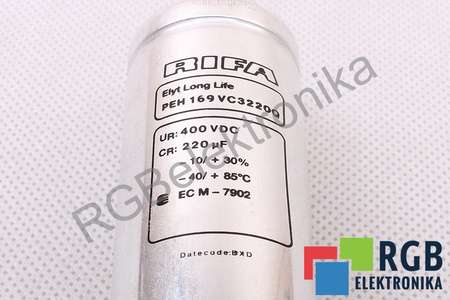 RIFA
Elyt Long Life
PEH 169 VC3220Q
UR: 400 VDC
CR: 220 µF
-10/ + 30%
-40/ + 85°C
EC M - 7902
Datecode:
RGBelektronika
RGB
ELEKTRONIKA